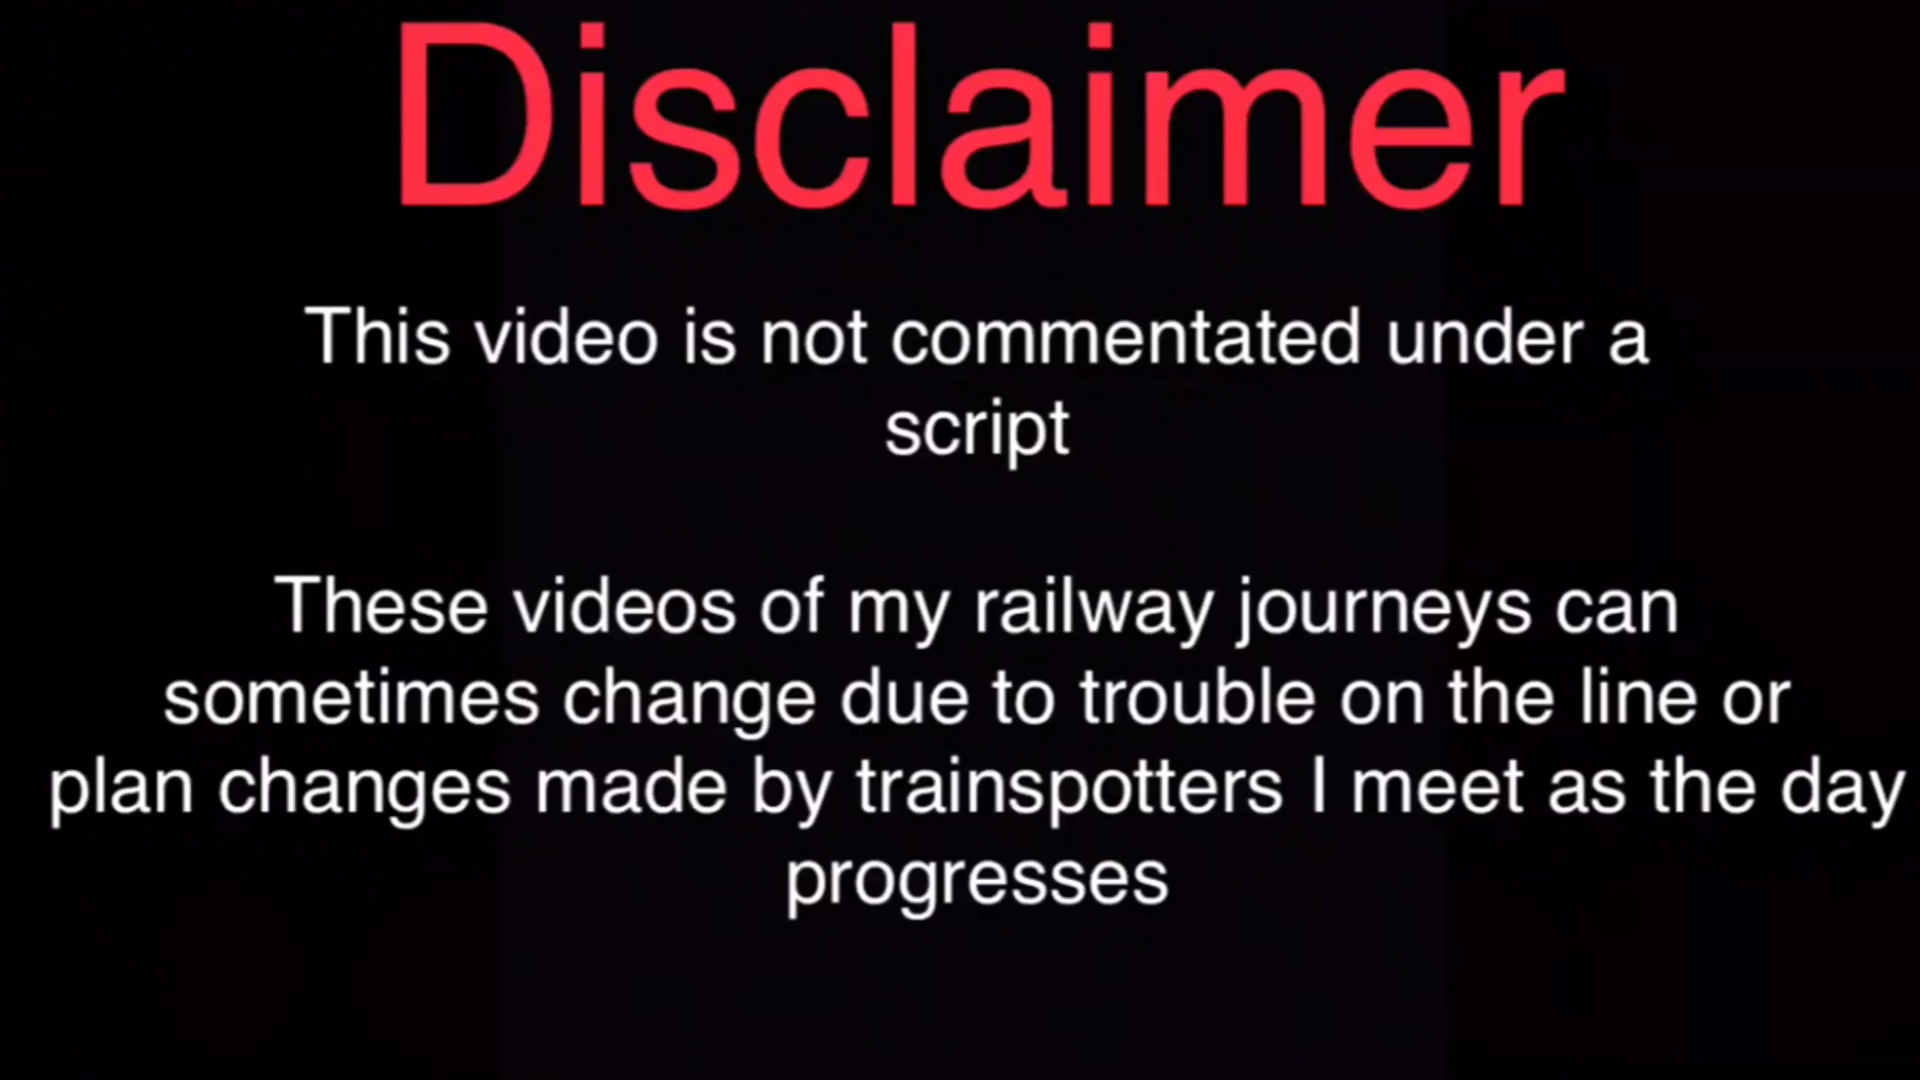 Disclaimer
This video is not commentated under a
script
These videos of my railway journeys can
sometimes change due to trouble on the line or
plan changes made by trainspotters I meet as the day
progresses